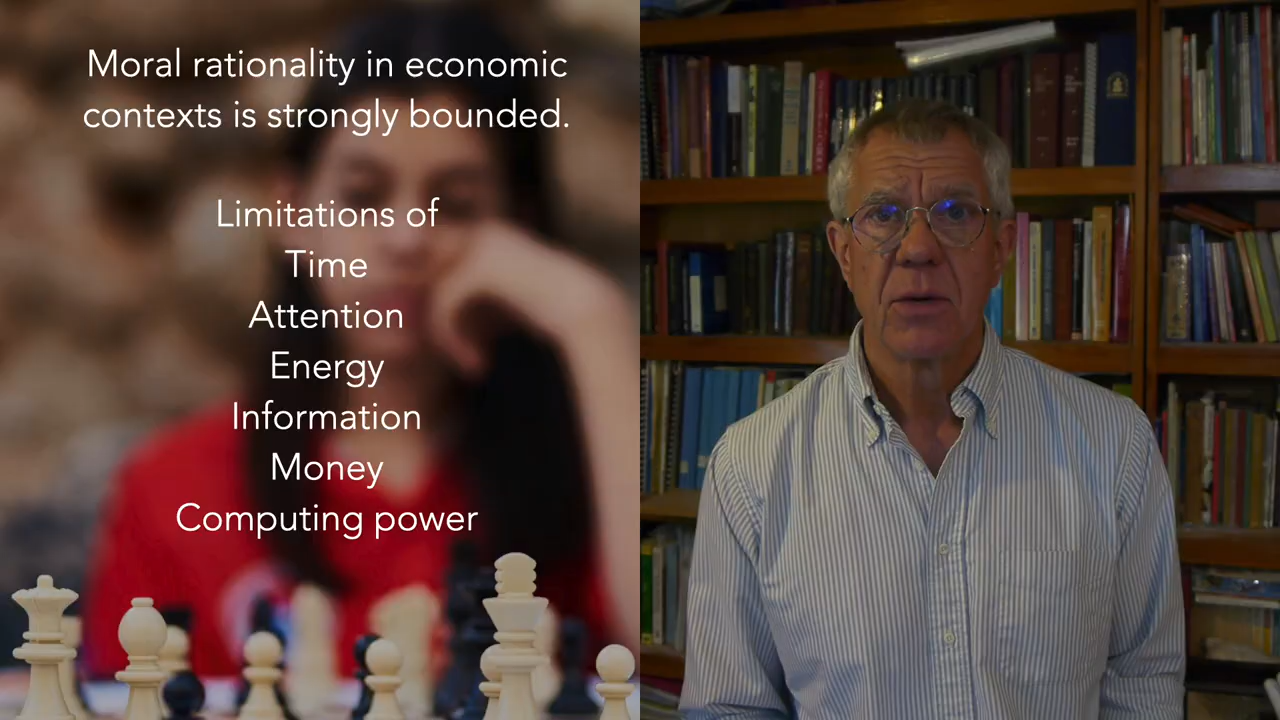 Moral rationality in economic
contexts is strongly bounded.
Limitations of
Time
Attention
Energy
Information
Money
Computing power